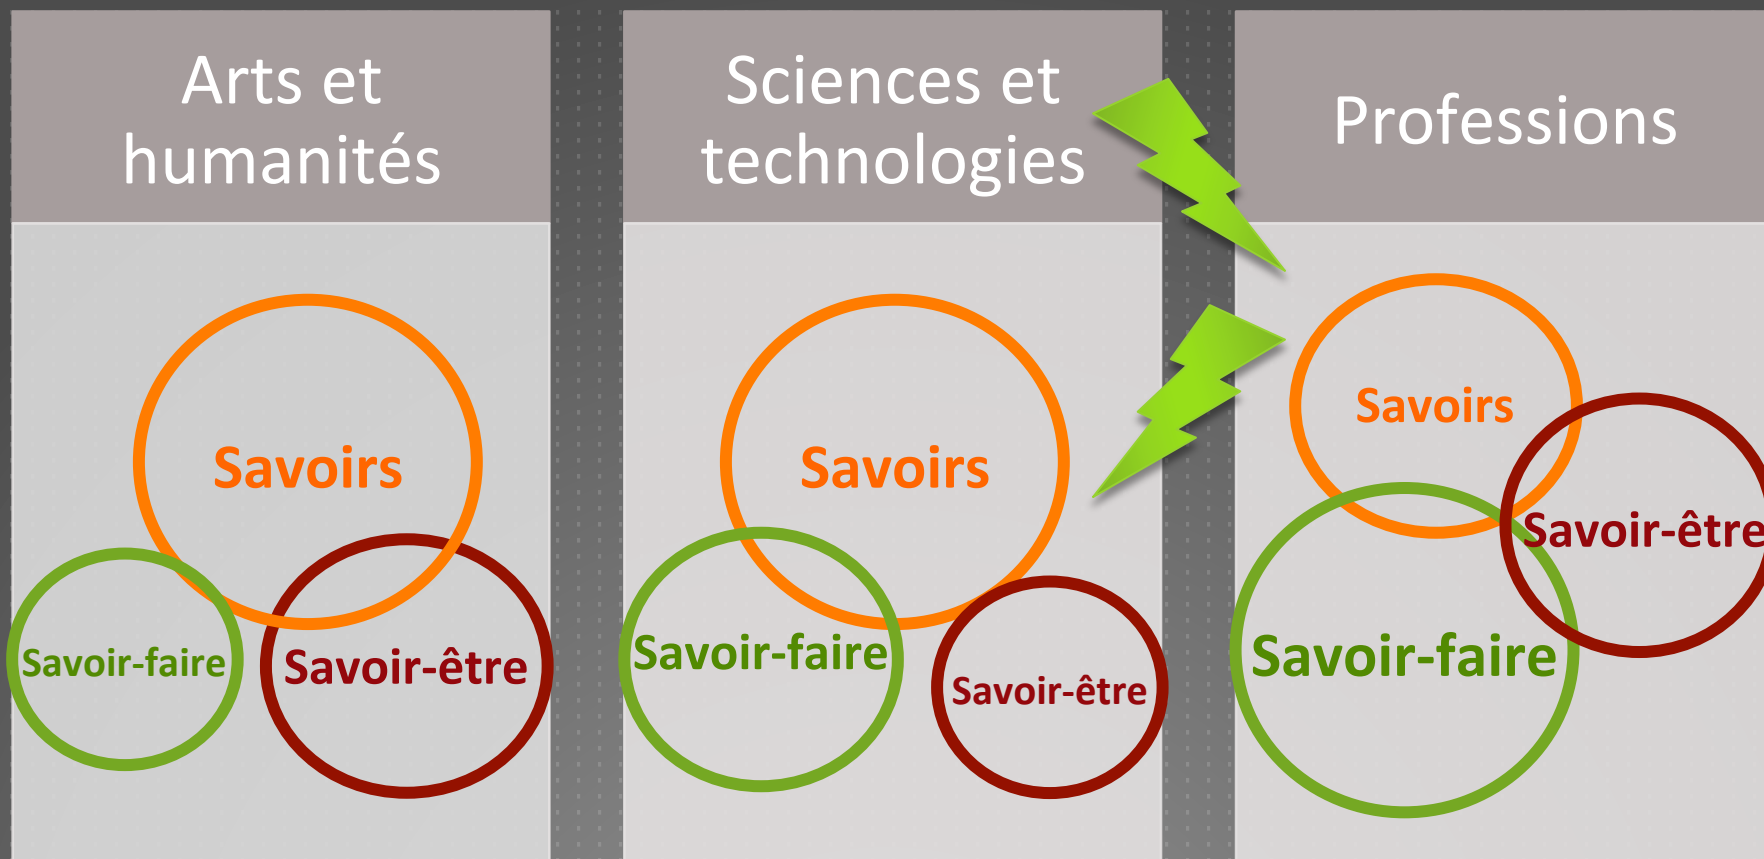 Arts et
humanités
Savoirs
Savoir-faire
Savoir-être
Sciences et
technologies
Savoirs
Savoir-faire
Savoir-être
Professions
Savoirs
Savoir-être
Savoir-faire